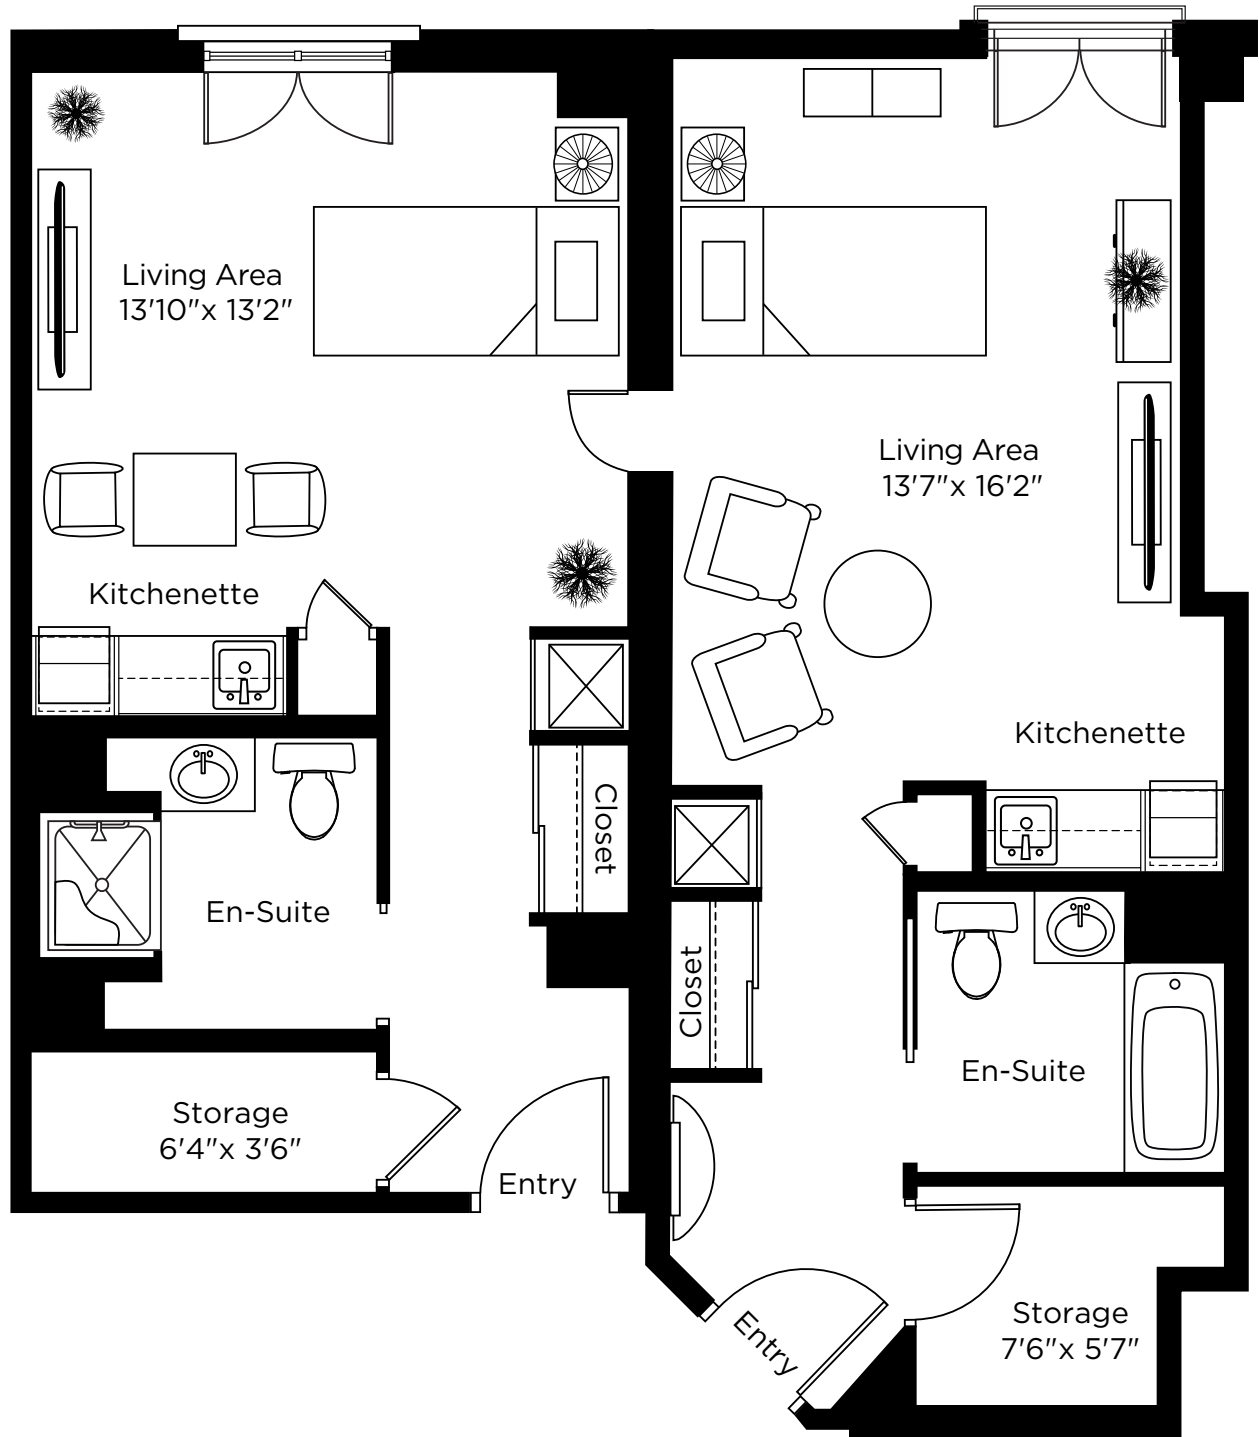 Living Area
13'10"x 13'2"
Kitchenette
Closet
En-Suite
Storage
6'4"x 3'6"
Entry
Living Area
13'7"x 16'2"
Kitchenette
Closet
En-Suite
Entry
Storage
7'6"x 5'7"